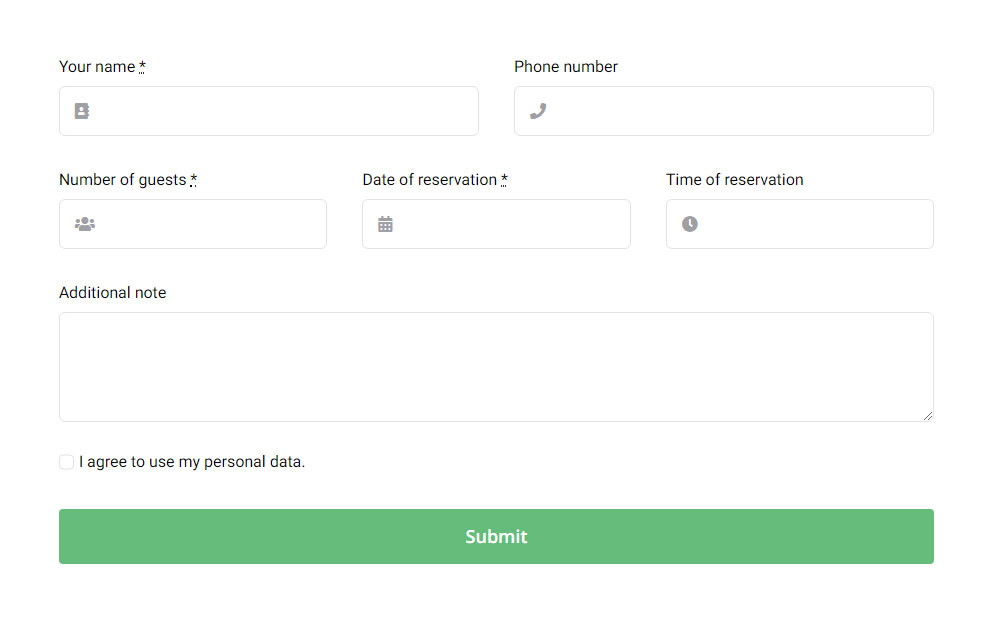 Your name * Phone number
Number of guests * Date of reservation * Time of reservation
Additional note
I agree to use my personal data.
Submit